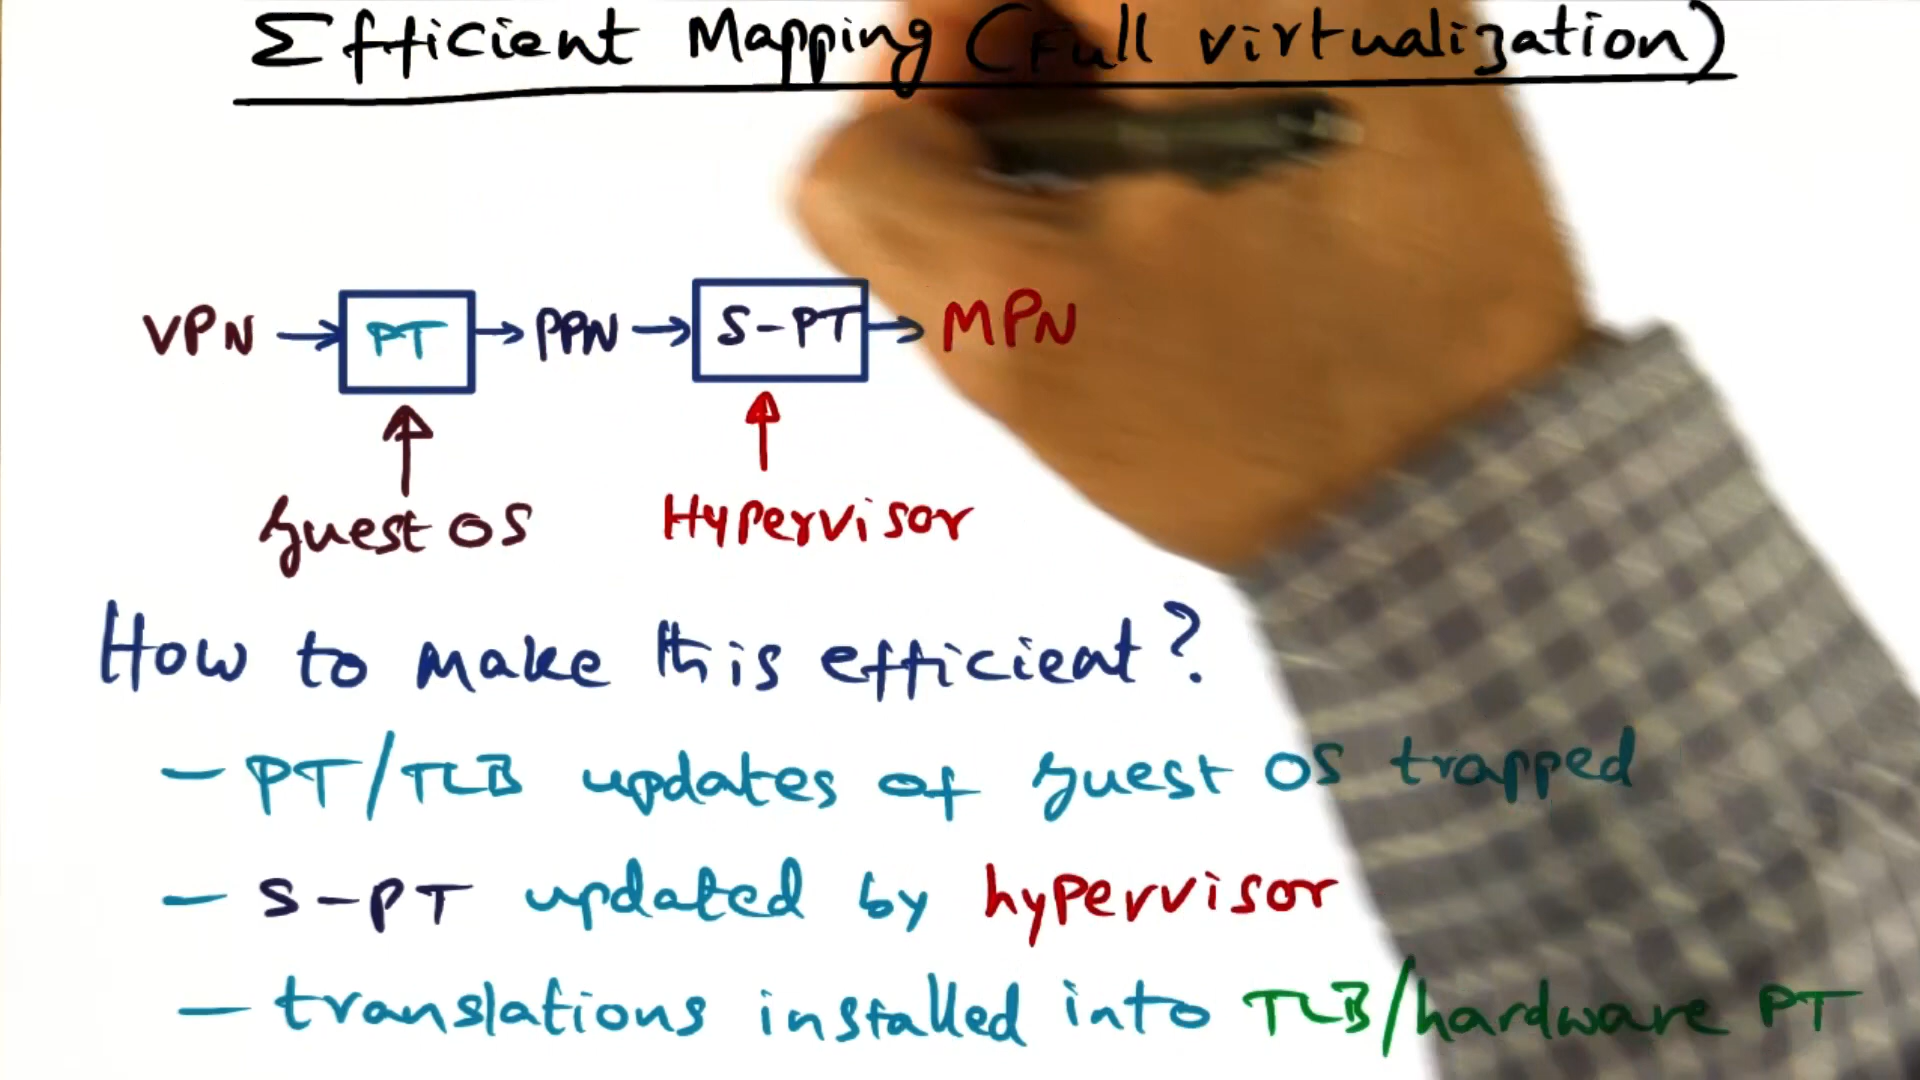 Efficient Mapping (Full virtualization)
VPN → PT → PPN → S-PT → MPN
Guest OS Hypervisor
How to make this efficient?
- PT/TLB updates of guest OS trapped
- S-PT updated by hypervisor
- translations installed into TLB/hardware PT